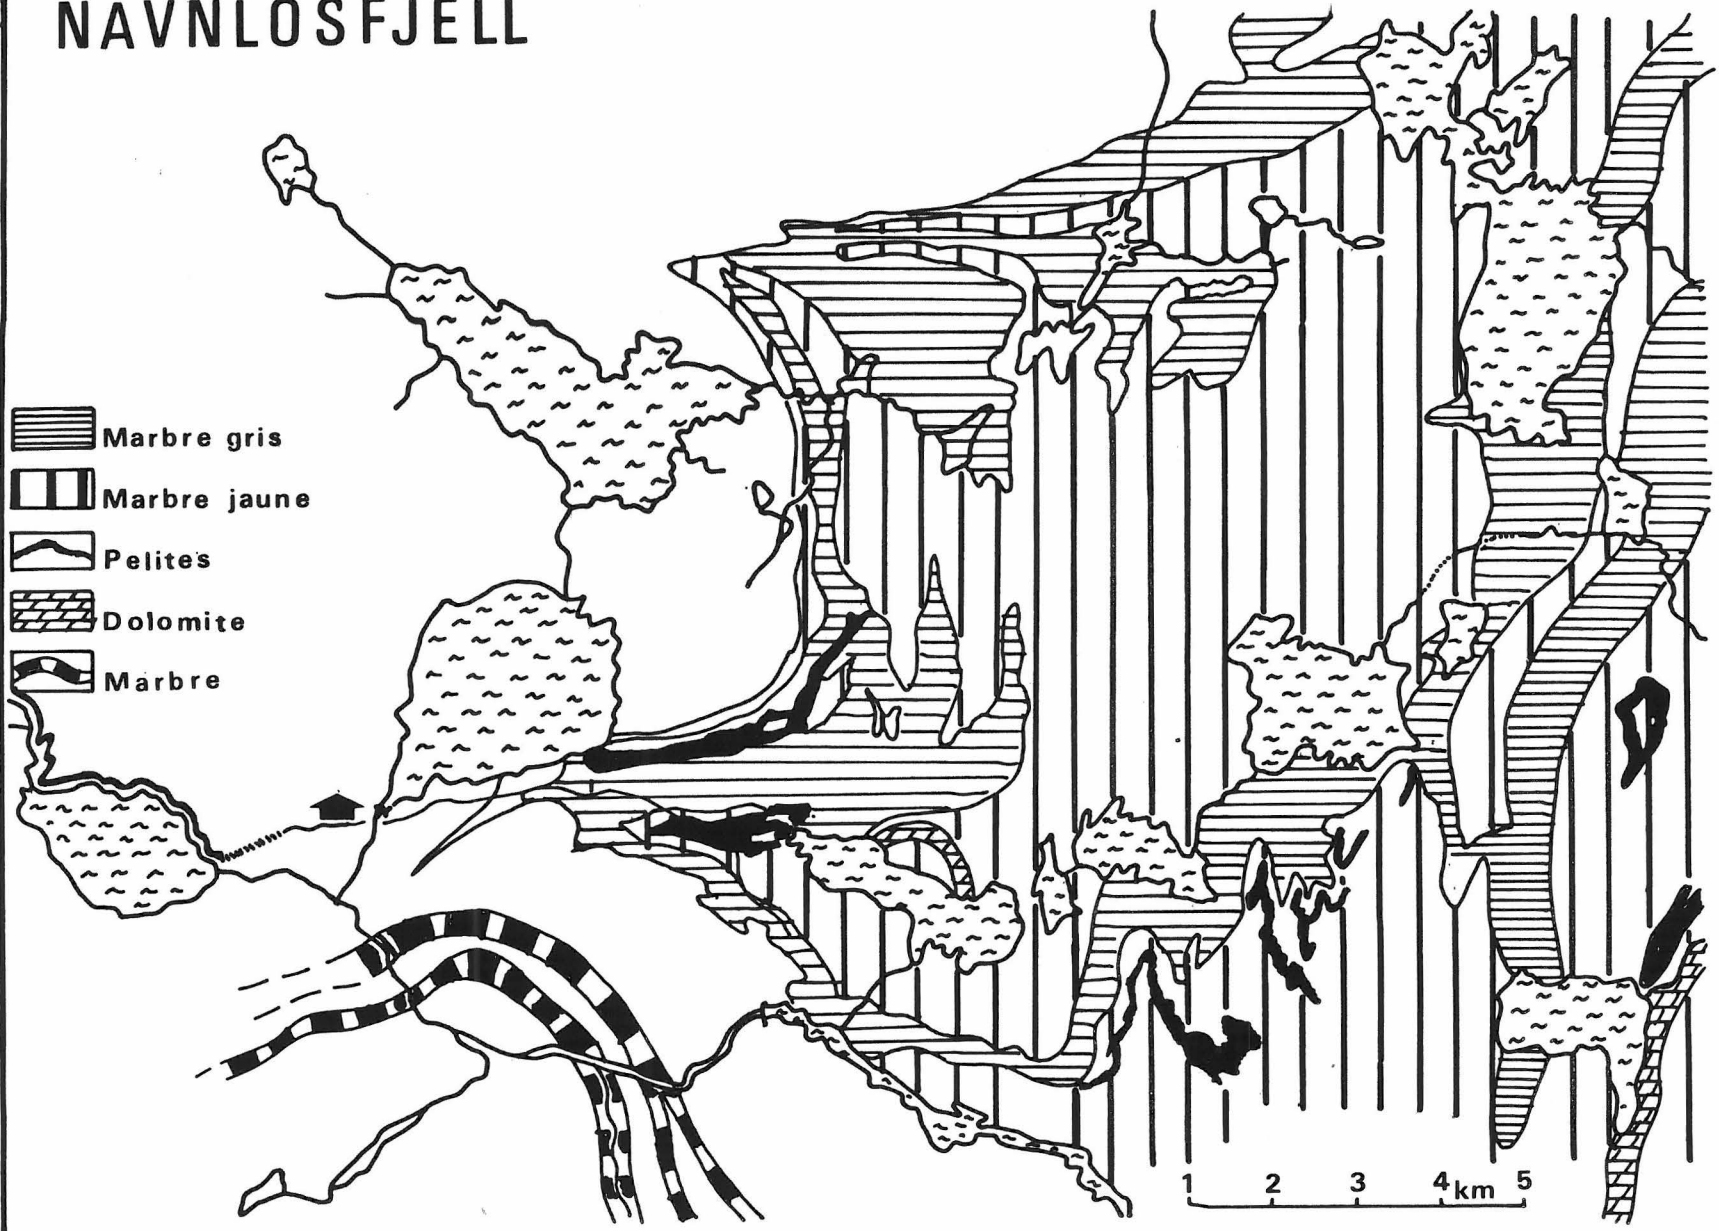 NAVNLOSFJELL
Marbre gris
Marbre jaune
Pelites
Dolomite
Marbre
1 2 3 4 km 5